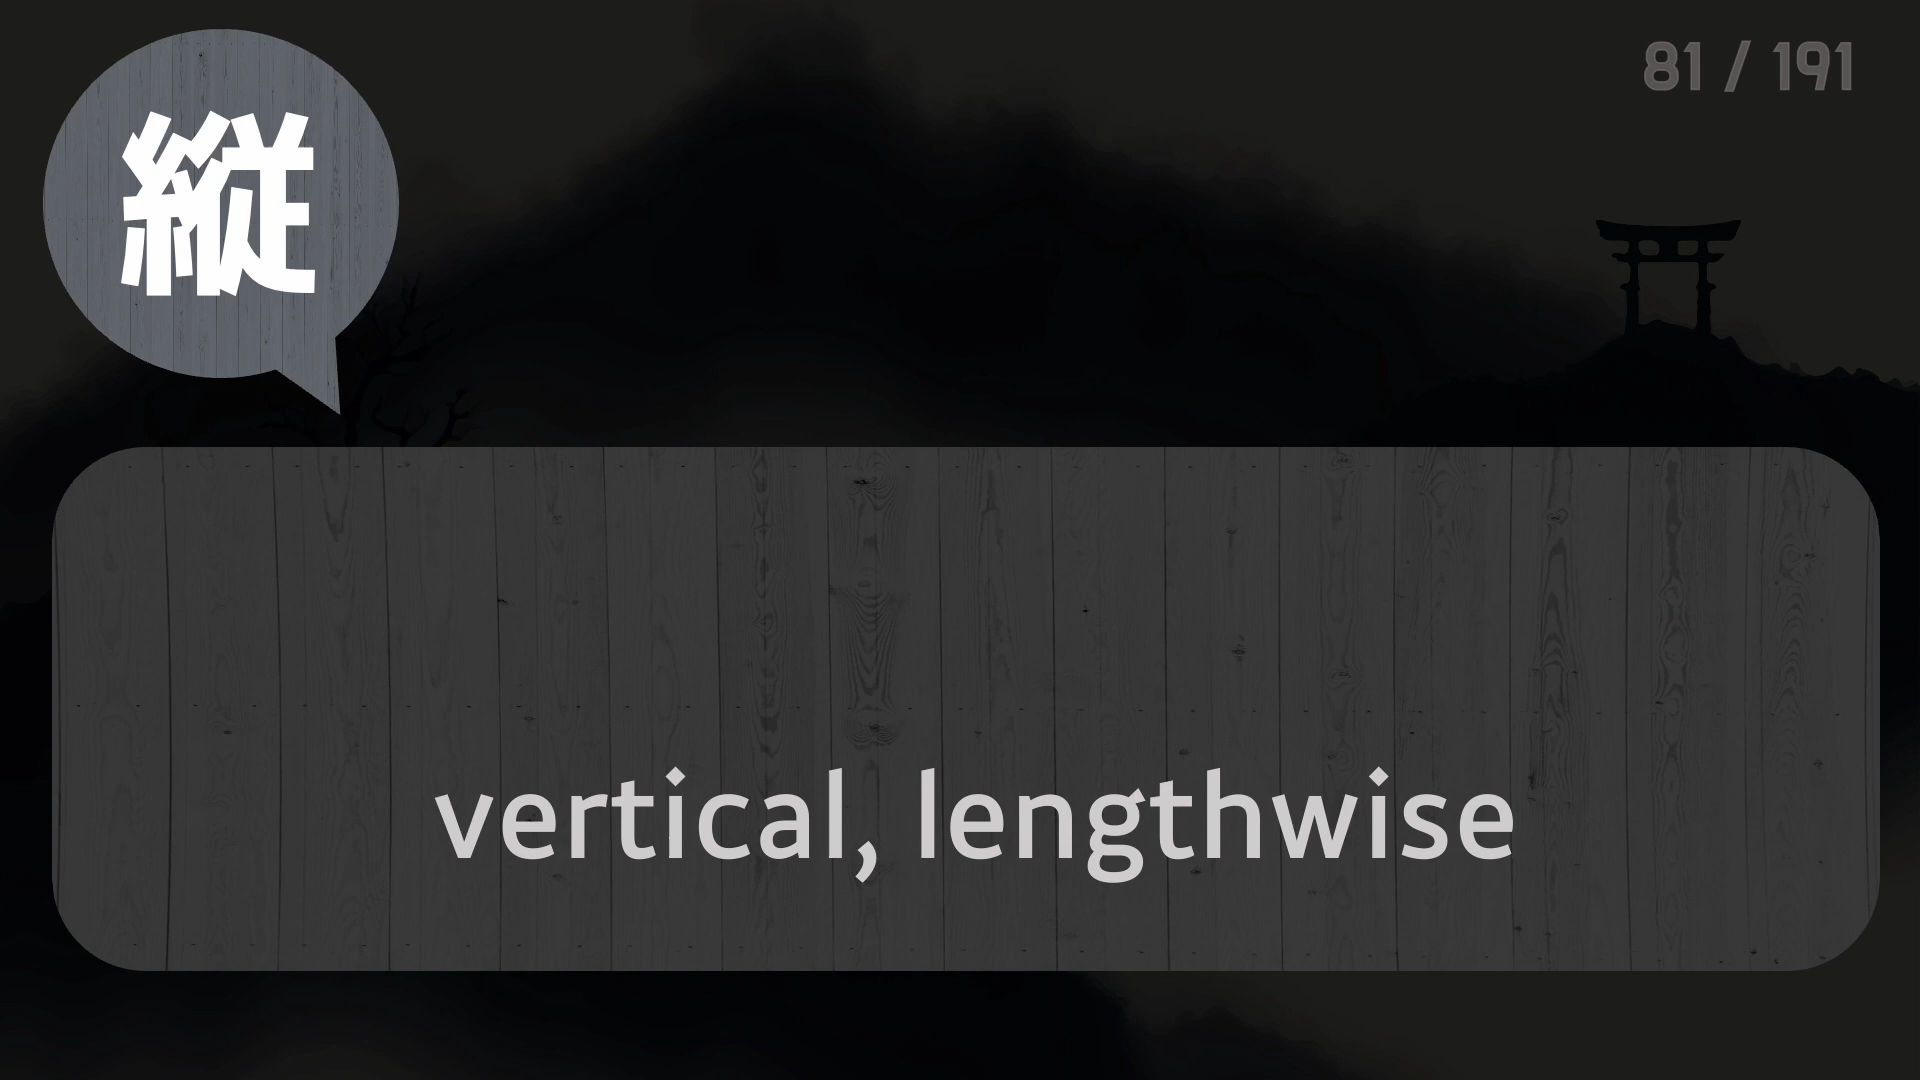 縦
81 / 191
vertical, lengthwise